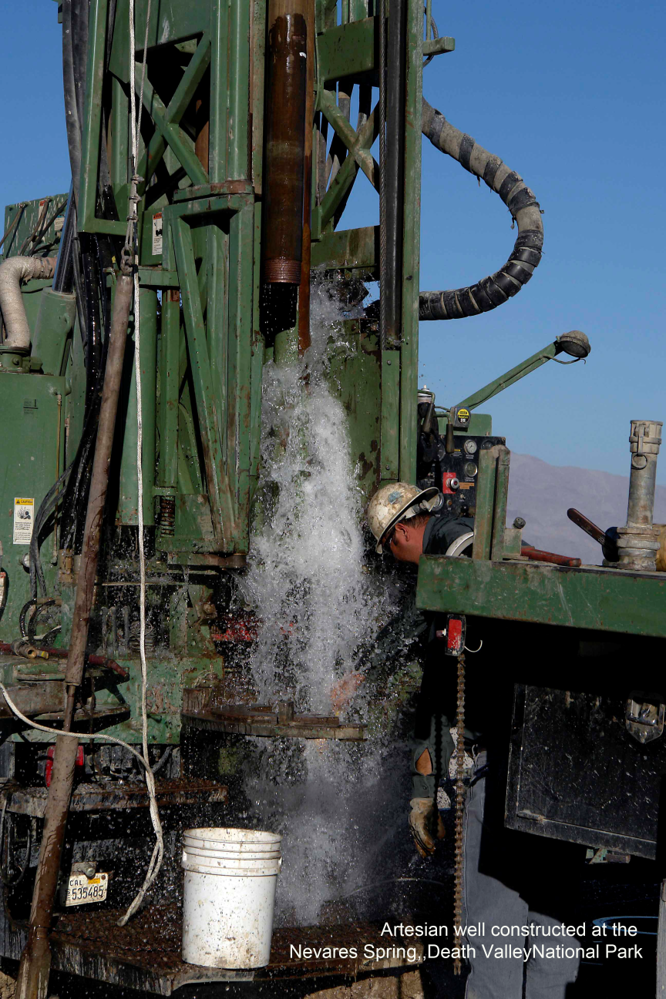 CAL
535485
Artesian well constructed at the
Nevares Spring,,Death ValleyNational Park